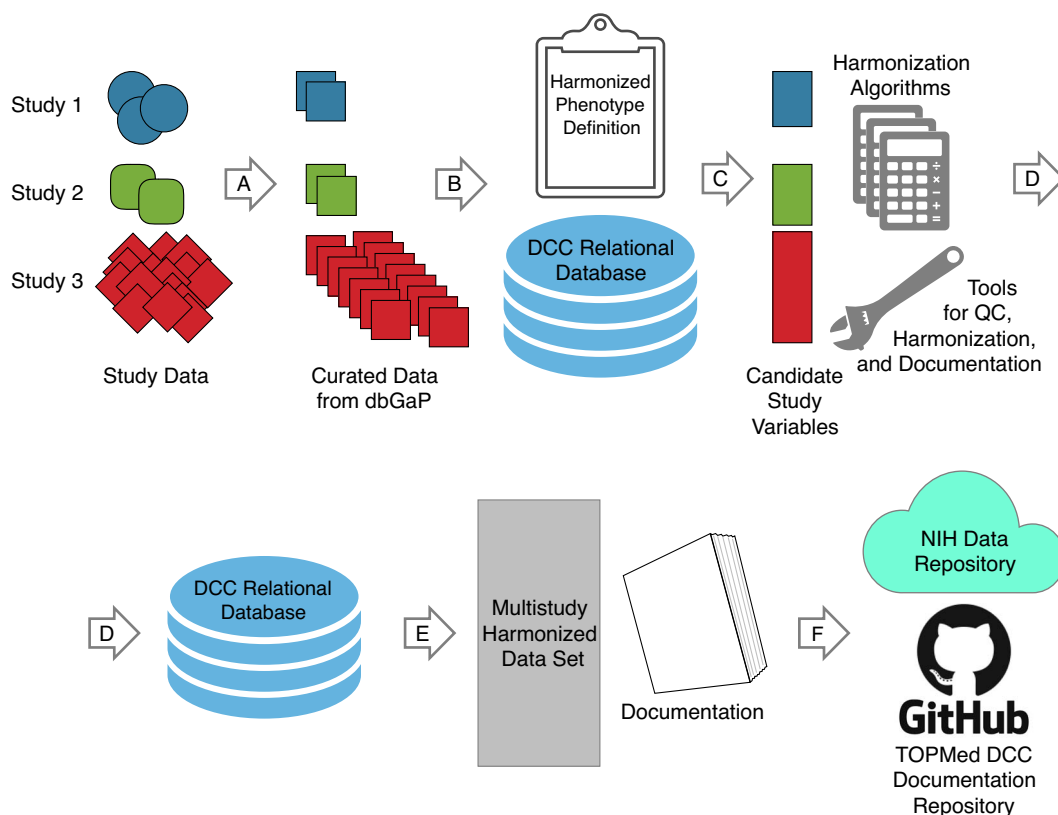 Study 1
Study 2
Study 3
Study Data
A
Curated Data
from dbGaP
B
Harmonized
Phenotype
Definition
DCC Relational
Database
C
Candidate
Study
Variables
Harmonization
Algorithms
÷
×
−
+
=
Tools
for QC,
Harmonization,
and Documentation
D
D
DCC Relational
Database
E
Multistudy
Harmonized
Data Set
Documentation
F
NIH Data
Repository
GitHub
TOPMed DCC
Documentation
Repository